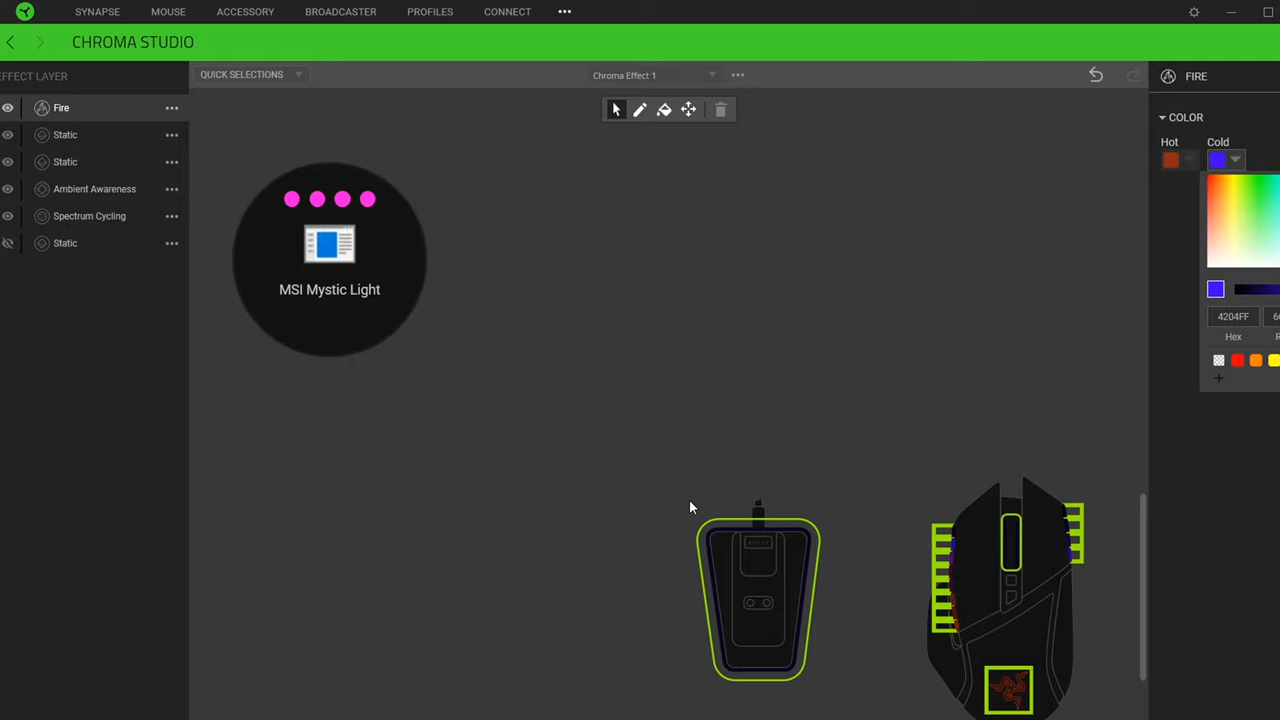 SYNAPSE MOUSE ACCESSORY BROADCASTER PROFILES CONNECT •••
CHROMA STUDIO
EFFECT LAYER
QUICK SELECTIONS
Chroma Effect 1
FIRE
Fire
Static
Static
Ambient Awareness
Spectrum Cycling
Static
MSI Mystic Light
COLOR
Hot Cold
4204FF
Hex